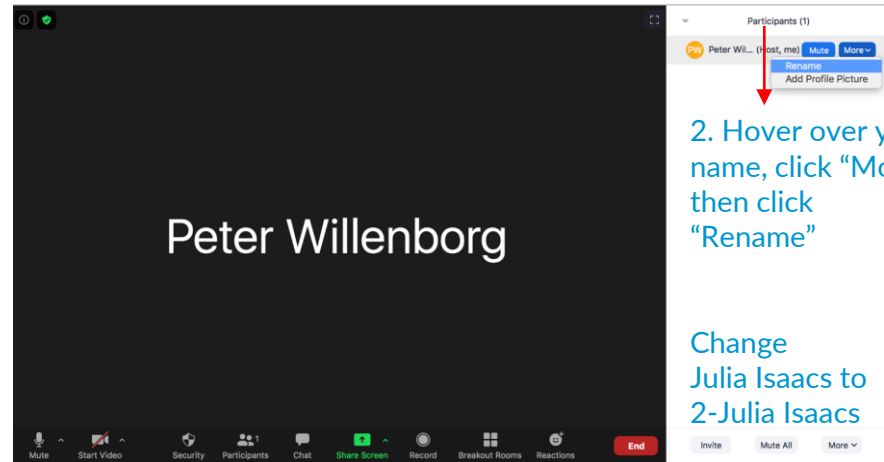 Participants (1)
PW Peter Wil... (Host, me) Mute More
Rename
Add Profile Picture
2. Hover over
name, click
then click
“Rename”
Peter Willenborg
Change
Julia Isaacs to
2-Julia Isaacs
1
Mute Start Video Security Participants Chat Share Screen Record Breakout Rooms Reactions End
Invite Mute All More